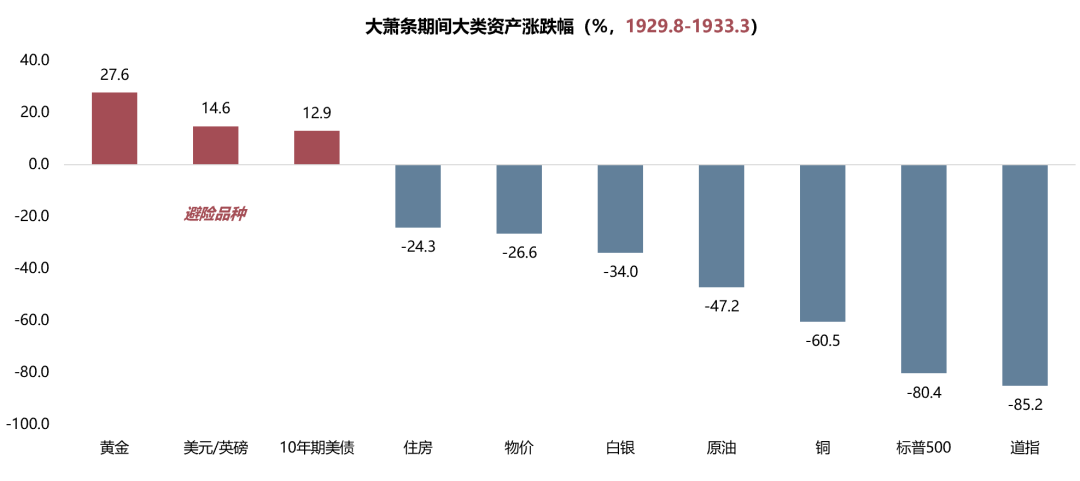 大萧条期间大类资产涨跌幅（%，1929.8-1933.3）
40.0
20.0
0.0
-20.0
-40.0
-60.0
-80.0
-100.0
27.6
14.6
12.9
避险品种
-24.3
-26.6
-34.0
-47.2
-60.5
-80.4
-85.2
黄金
美元/英磅
10年期美债
住房
物价
白银
原油
铜
标普500
道指